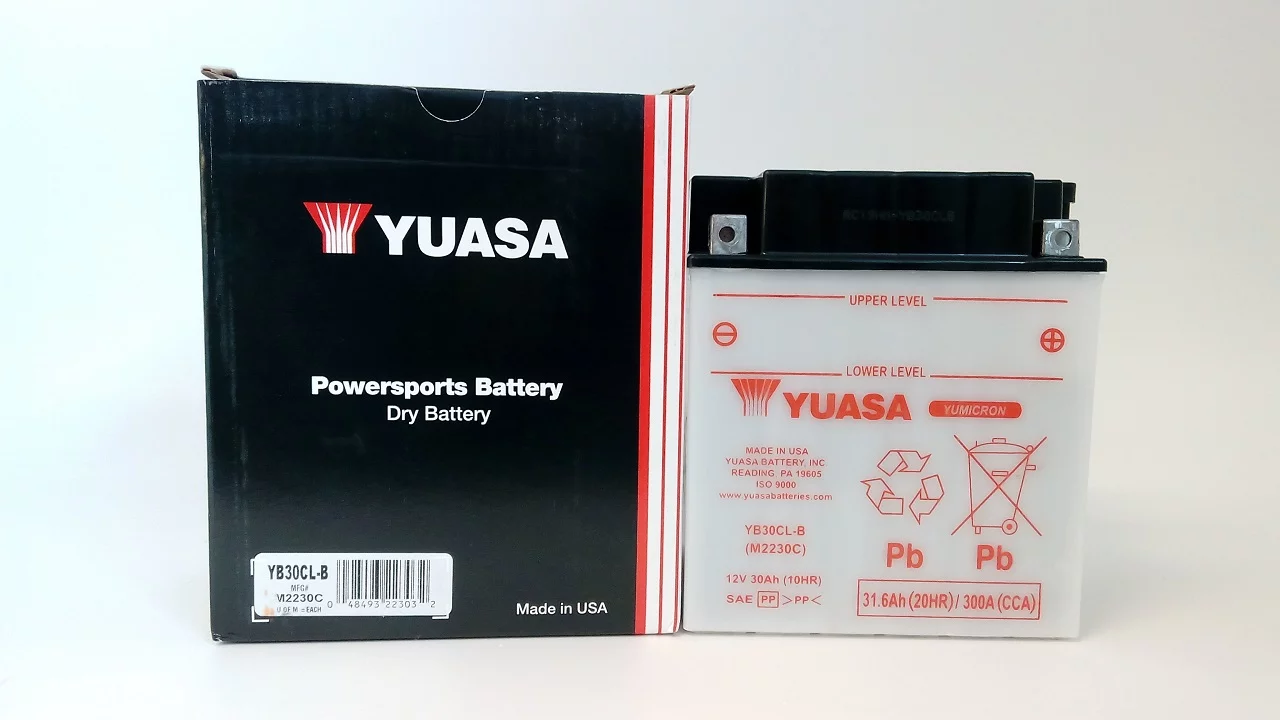 YUASA
Powersports Battery
Dry Battery
YB30CL-B
MFG#
M2230C
U OF M = EACH
0 48493 22303 2
Made in USA
UPPER LEVEL
LOWER LEVEL
YUASA YUMICRON
MADE IN USA
YUASA BATTERY, INC
READING, PA 19605
ISO 9000
www.yuasabatteries.com
YB30CL-B
(M2230C)
Pb Pb
12V 30Ah (10HR)
SAE PP >PP<
31.6Ah (20HR) / 300A (CCA)